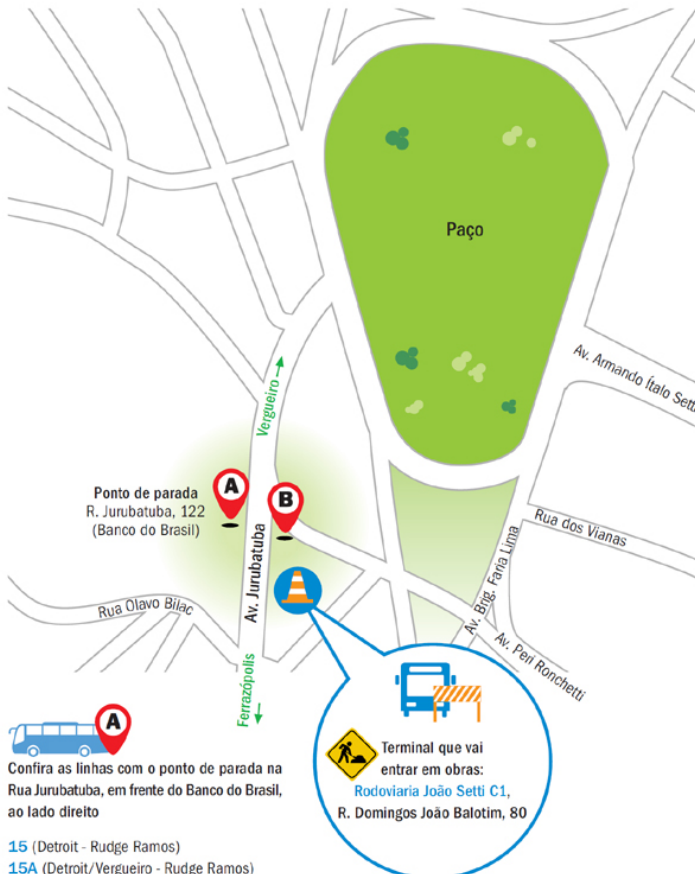 Paço
Av. Armando Ítalo Setti
Vergueiro →
A
B
Ponto de parada
R. Jurubatuba, 122
(Banco do Brasil)
Av. Jurubatuba
Rua dos Vianas
Av. Brig. Faria Lima
Rua Olavo Bilac
Av. Peri Ronchetti
Ferrazópolis
←
A
Confira as linhas com o ponto de parada na
Rua Jurubatuba, em frente do Banco do Brasil,
ao lado direito
15 (Detroit - Rudge Ramos)
15A (Detroit/Vergueiro - Rudge Ramos)
Terminal que vai
entrar em obras:
Rodoviaria João Setti C1,
R. Domingos João Balotim, 80